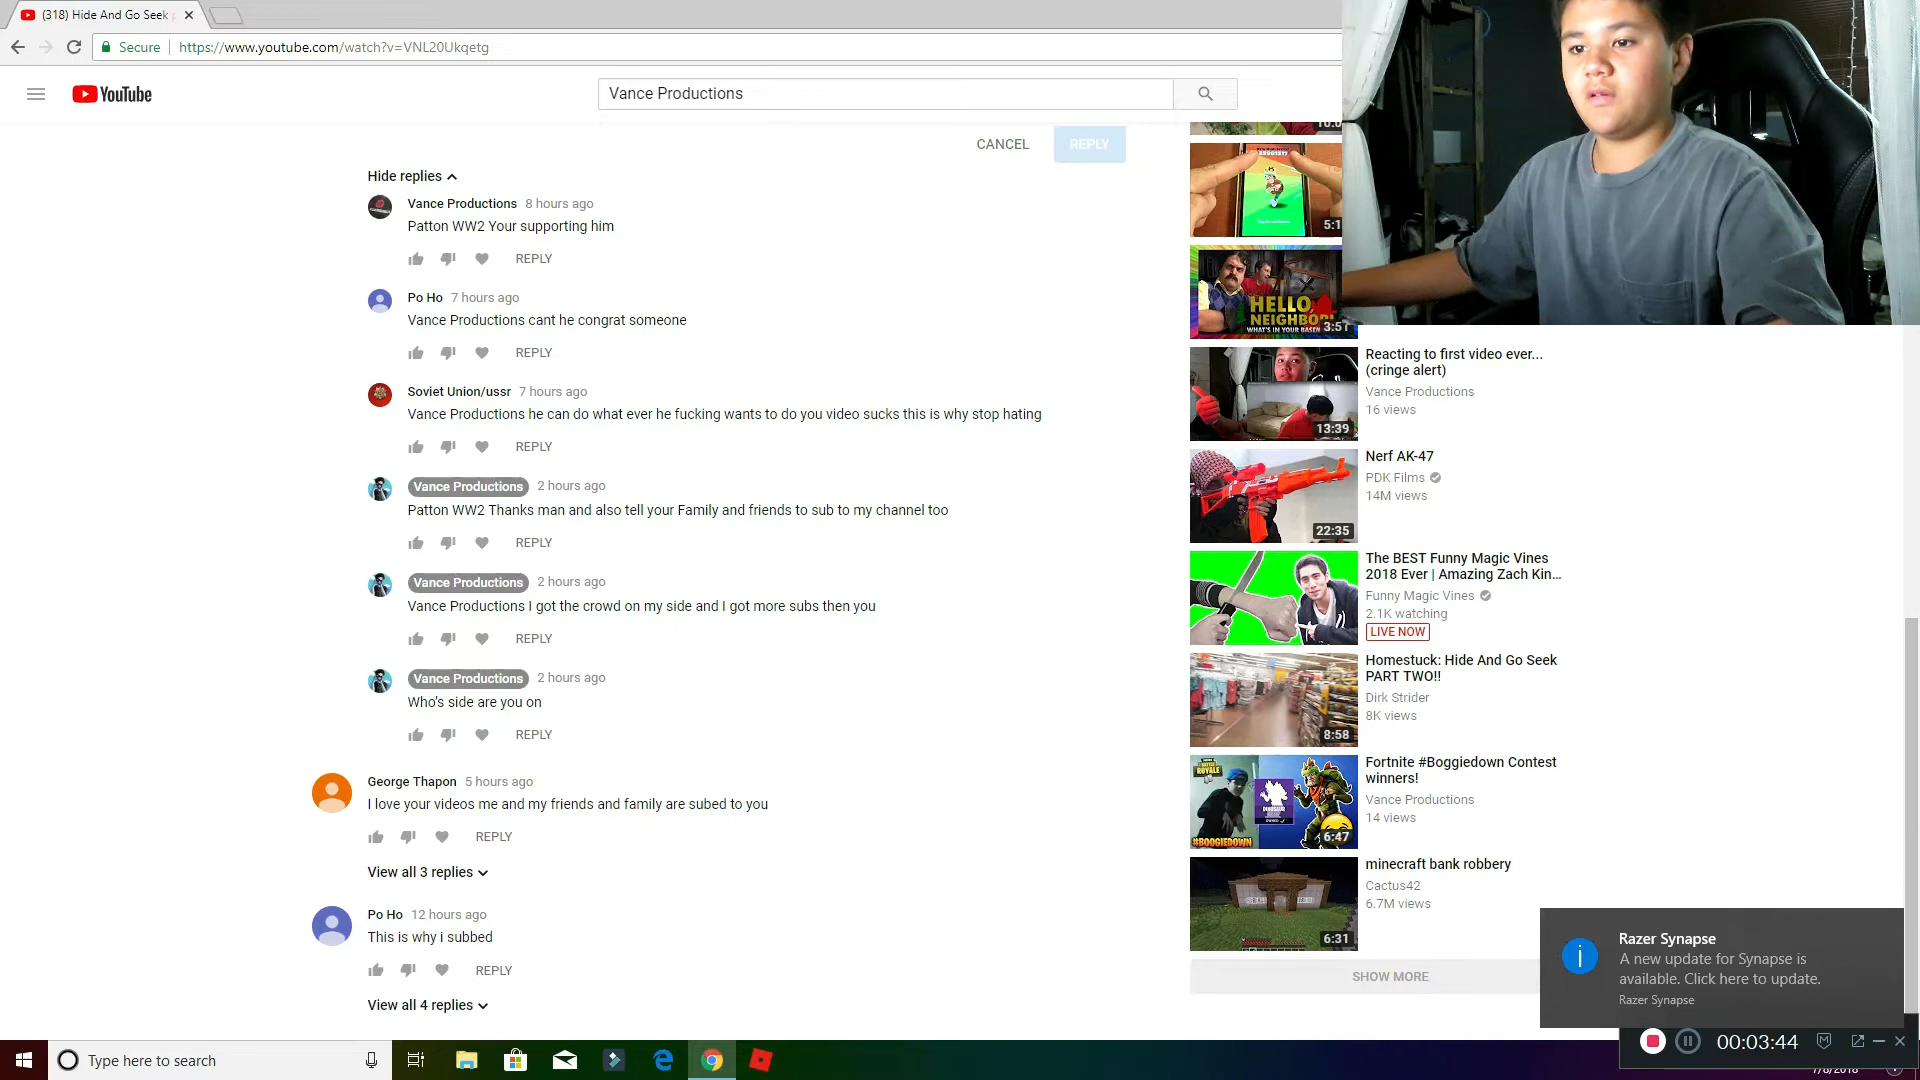 (318) Hide And Go Seek
Secure
https://www.youtube.com/watch?v=VNL20Ukqetg
YouTube
Vance Productions
CANCEL
REPLY
Hide replies
Vance Productions 8 hours ago
Patton WW2 Your supporting him
REPLY
Po Ho 7 hours ago
Vance Productions cant he congrat someone
REPLY
Soviet Union/ussr 7 hours ago
Vance Productions he can do what ever he fucking wants to do you video sucks this is why stop hating
REPLY
Vance Productions 2 hours ago
Patton WW2 Thanks man and also tell your Family and friends to sub to my channel too
REPLY
Vance Productions 2 hours ago
Vance Productions I got the crowd on my side and I got more subs then you
REPLY
Vance Productions 2 hours ago
Who's side are you on
REPLY
George Thapon 5 hours ago
I love your videos me and my friends and family are subed to you
REPLY
View all 3 replies
Po Ho 12 hours ago
This is why i subbed
REPLY
View all 4 replies
5:1
HELLO
NEIGHBOR
WHAT'S IN YOUR BASEM
3:51
Reacting to first video ever...
(cringe alert)
Vance Productions
16 views
13:39
Nerf AK-47
PDK Films
14M views
22:35
The BEST Funny Magic Vines
2018 Ever | Amazing Zach Kin...
Funny Magic Vines
2.1K watching
LIVE NOW
Homestuck: Hide And Go Seek
PART TWO!!
Dirk Strider
8K views
8:58
Fortnite #Boggiedown Contest
winners!
Vance Productions
14 views
#BOOGIEDOWN
6:47
minecraft bank robbery
Cactus42
6.7M views
6:31
SHOW MORE
Razer Synapse
A new update for Synapse is
available. Click here to update.
Razer Synapse
00:03:44
Type here to search
7/8/2018